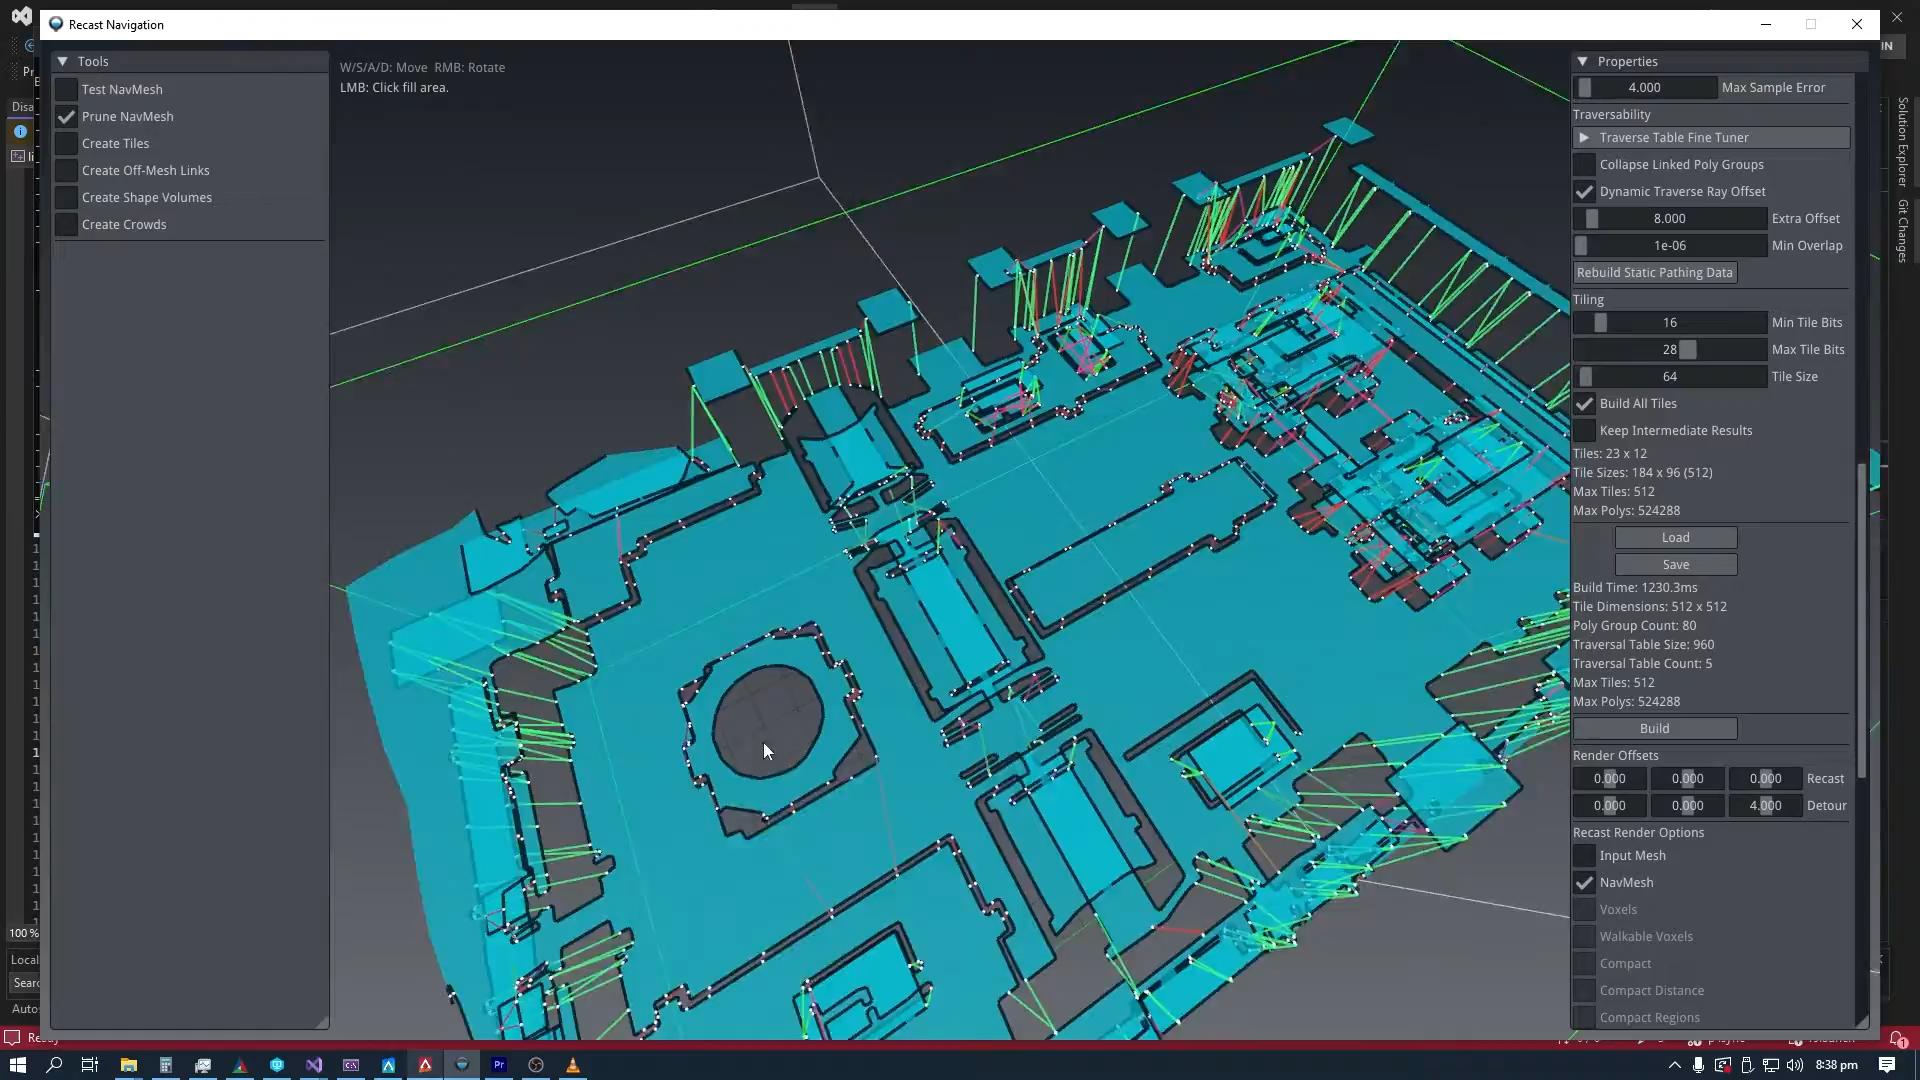 Recast Navigation
IN
Tools
Test NavMesh
Prune NavMesh
Create Tiles
Create Off-Mesh Links
Create Shape Volumes
Create Crowds
W/S/A/D: Move RMB: Rotate
LMB: Click fill area.
Properties
4.000 Max Sample Error
Traversability
Traverse Table Fine Tuner
Collapse Linked Poly Groups
Dynamic Traverse Ray Offset
8.000 Extra Offset
1e-06 Min Overlap
Rebuild Static Pathing Data
Tiling
16 Min Tile Bits
28 Max Tile Bits
64 Tile Size
Build All Tiles
Keep Intermediate Results
Tiles: 23 x 12
Tile Sizes: 184 x 96 (512)
Max Tiles: 512
Max Polys: 524288
Load
Save
Build Time: 1230.3ms
Tile Dimensions: 512 x 512
Poly Group Count: 80
Traversal Table Size: 960
Traversal Table Count: 5
Max Tiles: 512
Max Polys: 524288
Build
Render Offsets
0.000 0.000 0.000 Recast
0.000 0.000 4.000 Detour
Recast Render Options
Input Mesh
NavMesh
Voxels
Walkable Voxels
Compact
Compact Distance
Compact Regions
Solution Explorer
Git Changes
100 %
8:38 pm